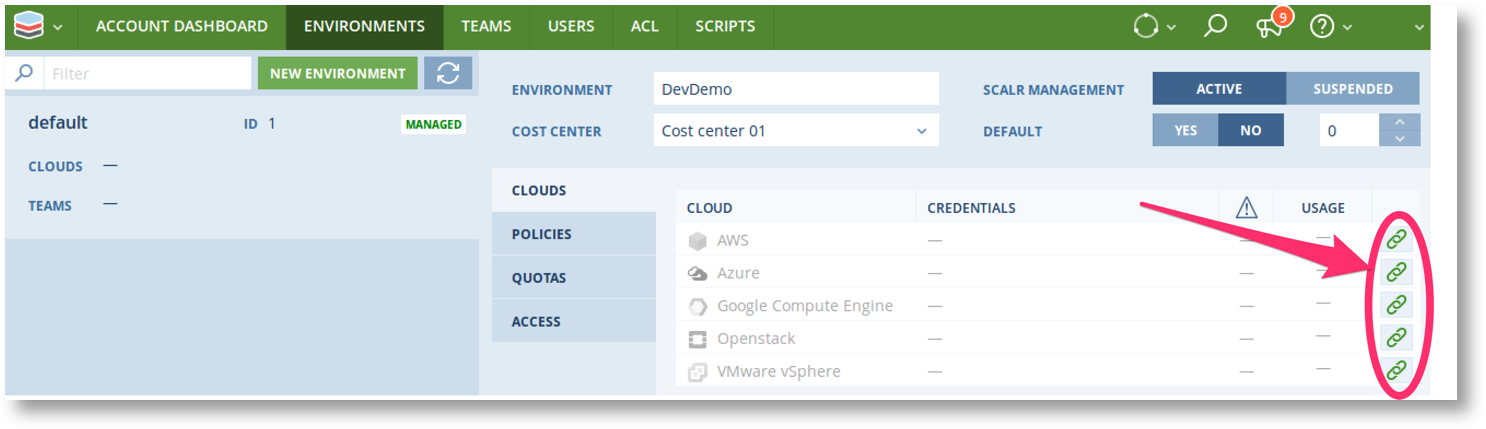 ACCOUNT DASHBOARD ENVIRONMENTS TEAMS USERS ACL SCRIPTS 9
Filter NEW ENVIRONMENT
default ID 1 MANAGED
CLOUDS —
TEAMS —
ENVIRONMENT DevDemo SCALR MANAGEMENT ACTIVE SUSPENDED
COST CENTER Cost center 01 DEFAULT YES NO 0
CLOUDS
POLICIES
QUOTAS
ACCESS
CLOUD CREDENTIALS USAGE
AWS — — —
Azure — — —
Google Compute Engine — — —
Openstack — — —
VMware vSphere — — —